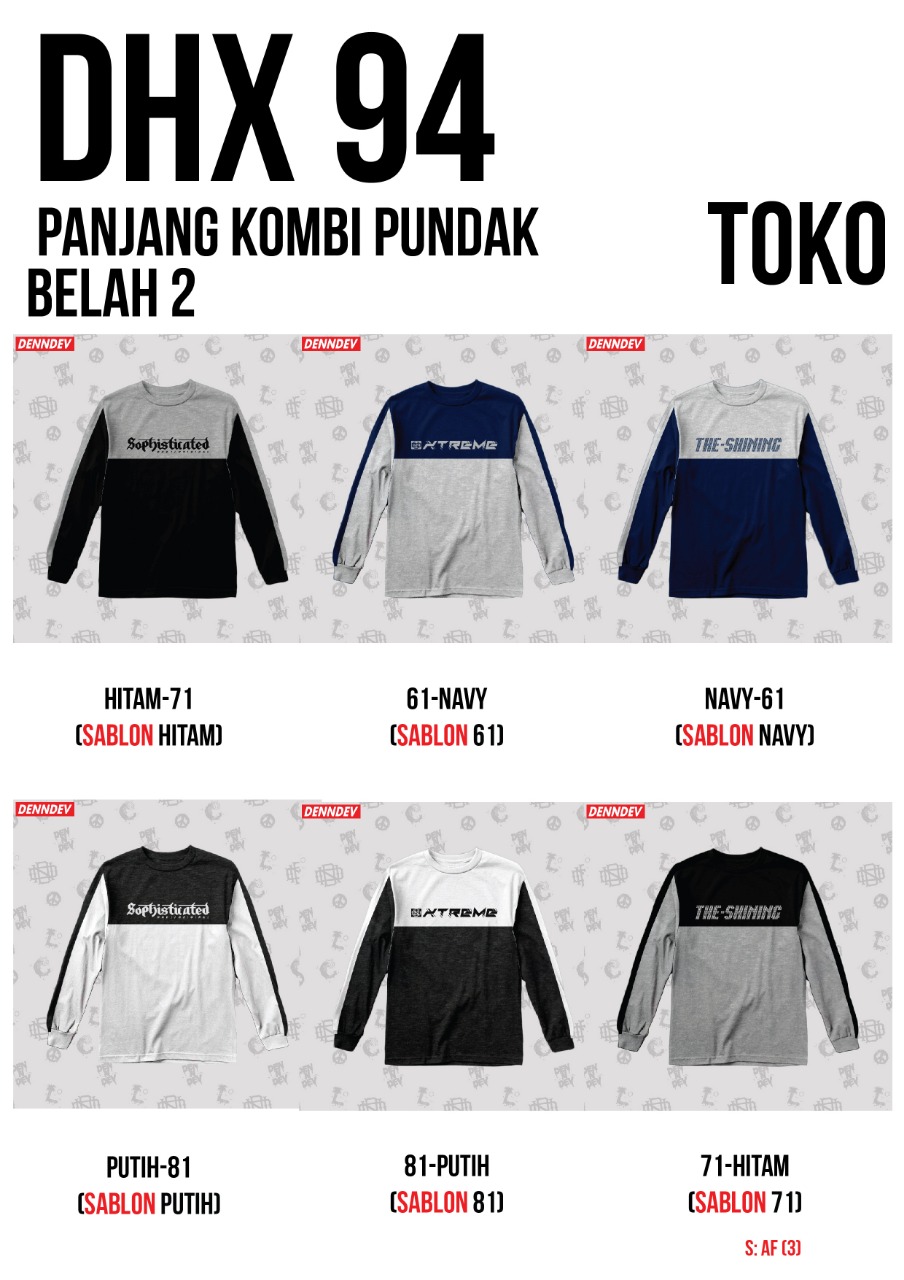 DHX 94
PANJANG KOMBI PUNDAK
BELAH 2
TOKO
DENNDEV
DENNDEV
DENNDEV
Sophisticated
XTREME
THE-SHINING
HITAM-71
(SABLON HITAM)
61-NAVY
(SABLON 61)
NAVY-61
(SABLON NAVY)
DENNDEV
DENNDEV
DENNDEV
Sophisticated
XTREME
THE-SHINING
PUTIH-81
(SABLON PUTIH)
81-PUTIH
(SABLON 81)
71-HITAM
(SABLON 71)
S: AF (3)